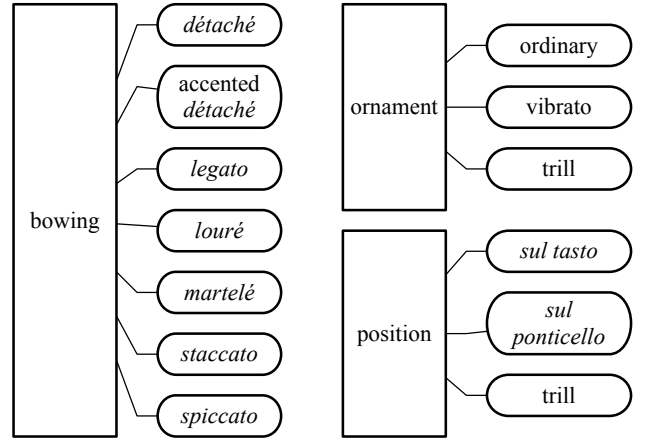 bowing
détaché
accented
détaché
legato
louré
martelé
staccato
spiccato
ornament
ordinary
vibrato
trill
position
sul tasto
sul
ponticello
trill